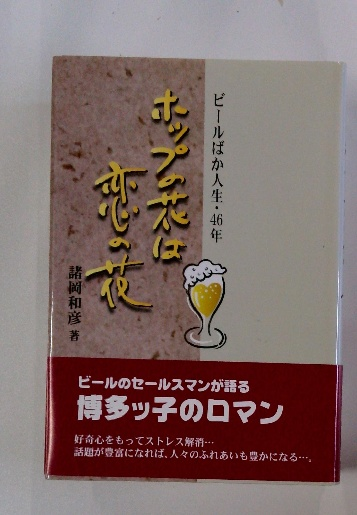 ビールばか人生・46年
ホップの花は
恋の花
諸岡和彦 著
ビールのセールスマンが語る
博多ッ子のロマン
好奇心をもってストレス解消…
話題が豊富になれば、人々のふれあいも豊かになる…。